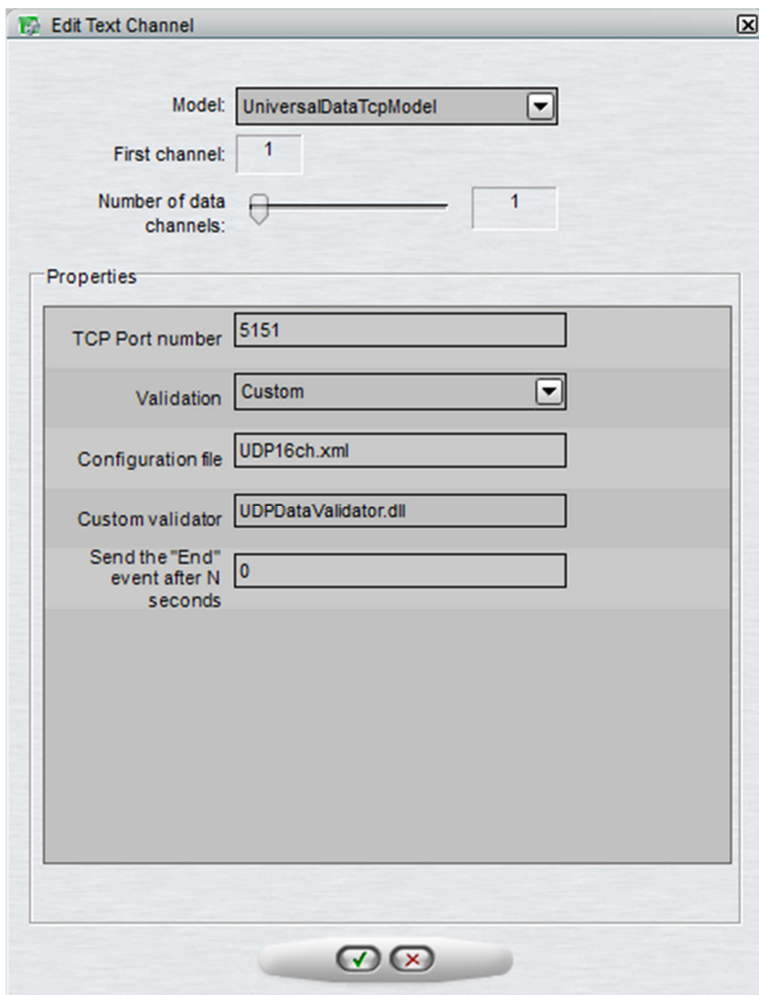 Edit Text Channel
Model: UniversalDataTcpModel
First channel: 1
Number of data
channels: 1
Properties
TCP Port number 5151
Validation Custom
Configuration file UDP16ch.xml
Custom validator UDPDataValidator.dll
Send the "End"
event after N
seconds 0